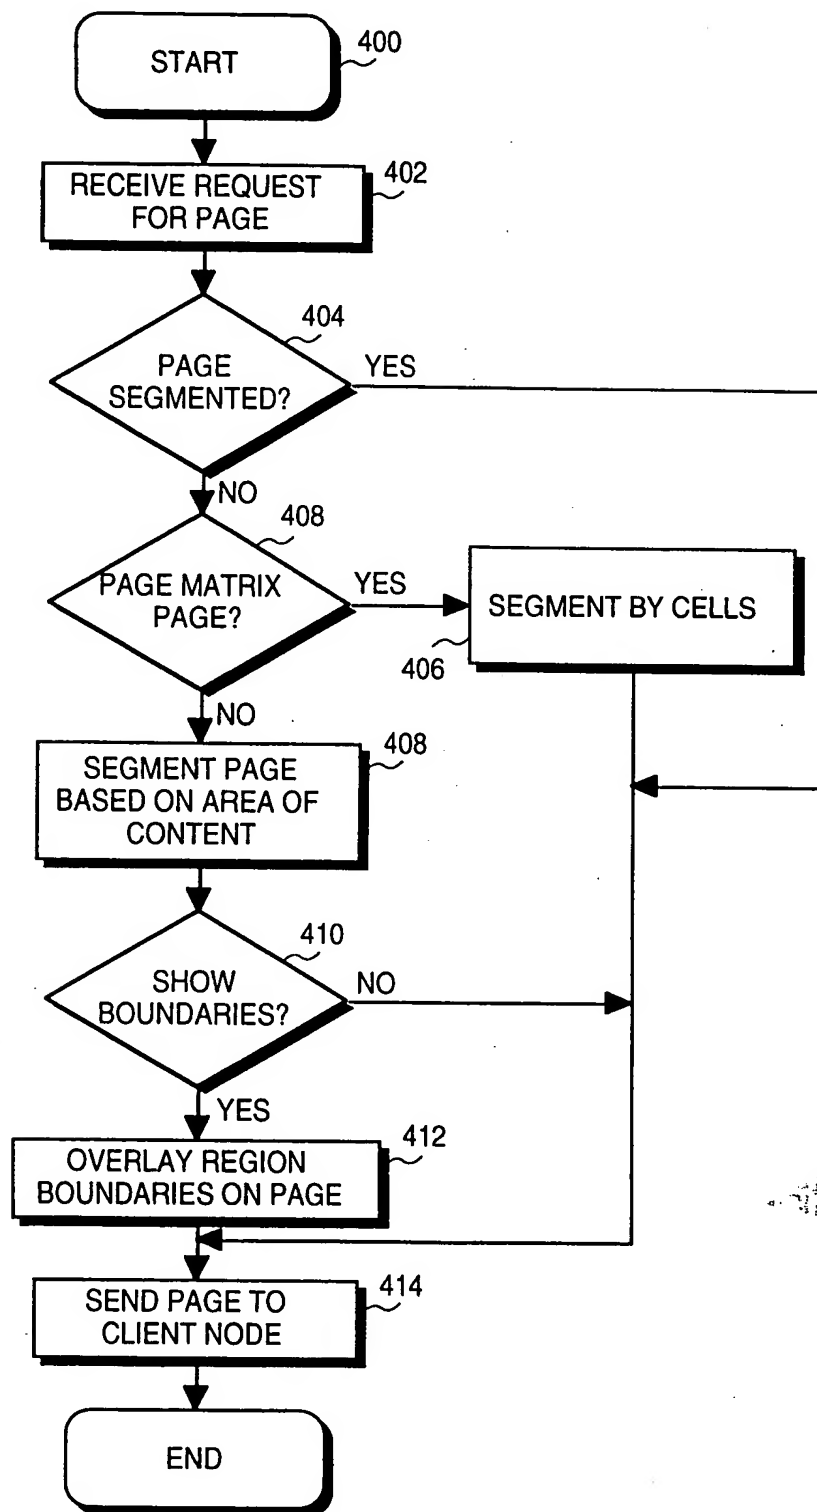 START
400
RECEIVE REQUEST
FOR PAGE
402
404
PAGE
SEGMENTED?
YES
NO
408
PAGE MATRIX
PAGE?
YES
SEGMENT BY CELLS
406
NO
408
SEGMENT PAGE
BASED ON AREA OF
CONTENT
410
SHOW
BOUNDARIES?
NO
YES
412
OVERLAY REGION
BOUNDARIES ON PAGE
SEND PAGE TO
CLIENT NODE
414
END